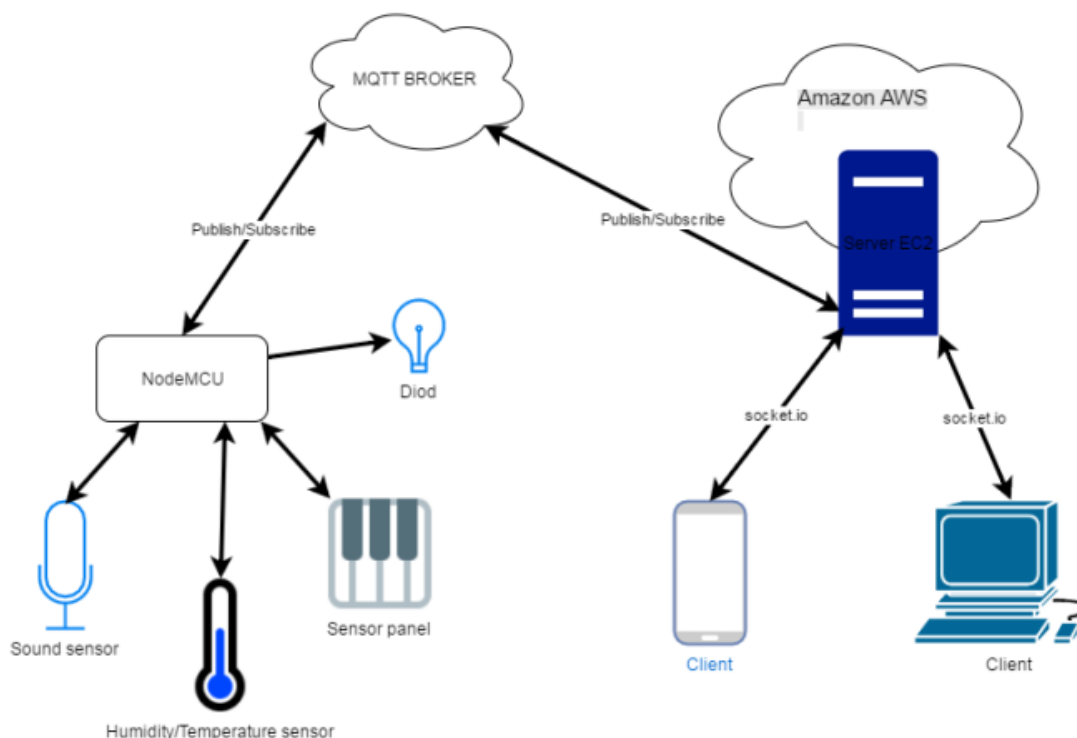 MQTT BROKER
Amazon AWS
Publish/Subscribe
Publish/Subscribe
Server EC2
NodeMCU
Diod
socket.io
socket.io
Sound sensor
Sensor panel
Client
Client
Humidity/Temperature sensor